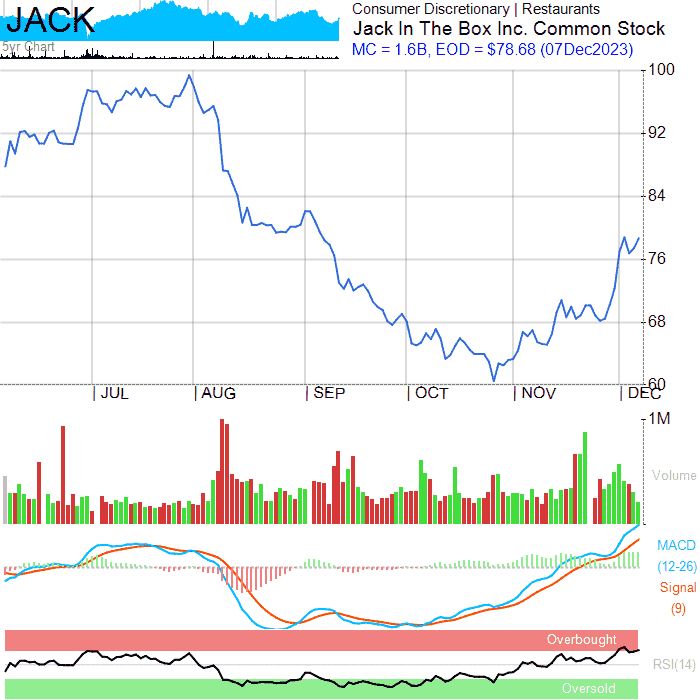 JACK
5yr Chart
Consumer Discretionary | Restaurants
Jack In The Box Inc. Common Stock
MC = 1.6B, EOD = $78.68 (07Dec2023)
100
92
84
76
68
60
JUL AUG SEP OCT NOV DEC
1M
Volume
MACD
(12-26)
Signal
(9)
Overbought
RSI(14)
Oversold